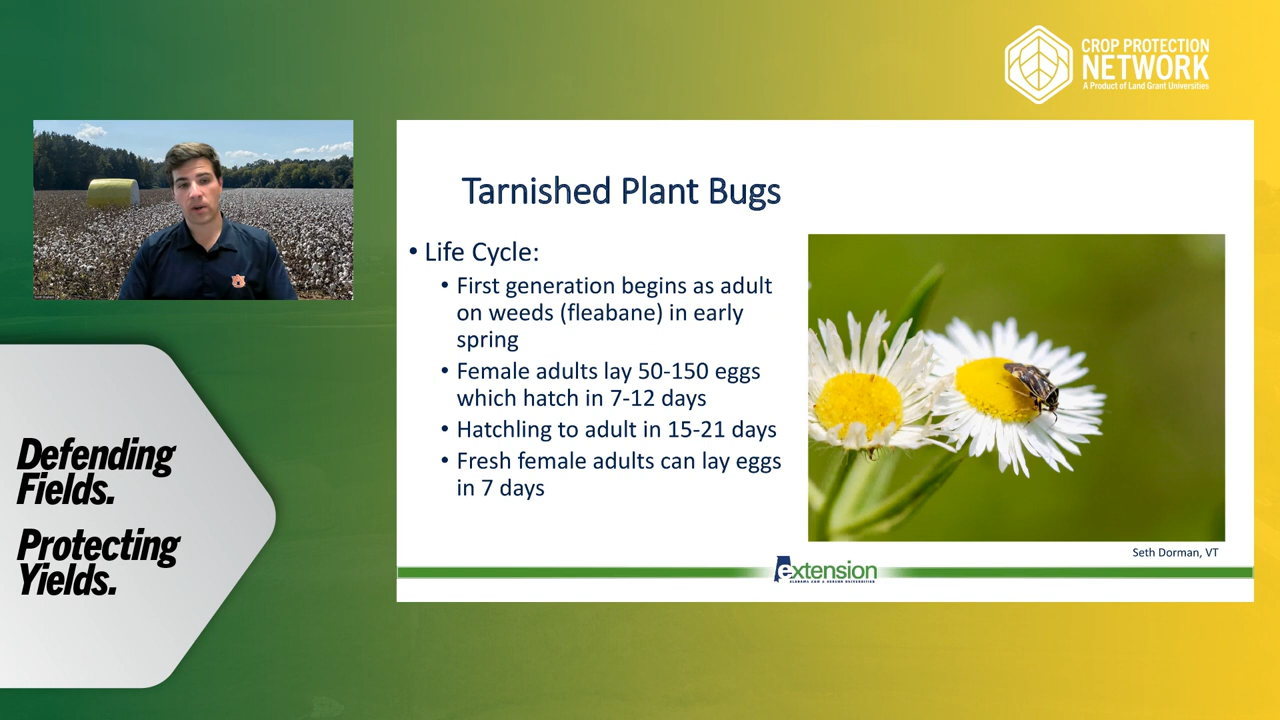 CROP PROTECTION
NETWORK
A Product of Land Grant Universities
Tarnished Plant Bugs
• Life Cycle:
• First generation begins as adult
on weeds (fleabane) in early
spring
• Female adults lay 50-150 eggs
which hatch in 7-12 days
• Hatchling to adult in 15-21 days
• Fresh female adults can lay eggs
in 7 days
Seth Dorman, VT
extension
ALABAMA A&M & AUBURN UNIVERSITIES
Defending
Fields.
Protecting
Yields.